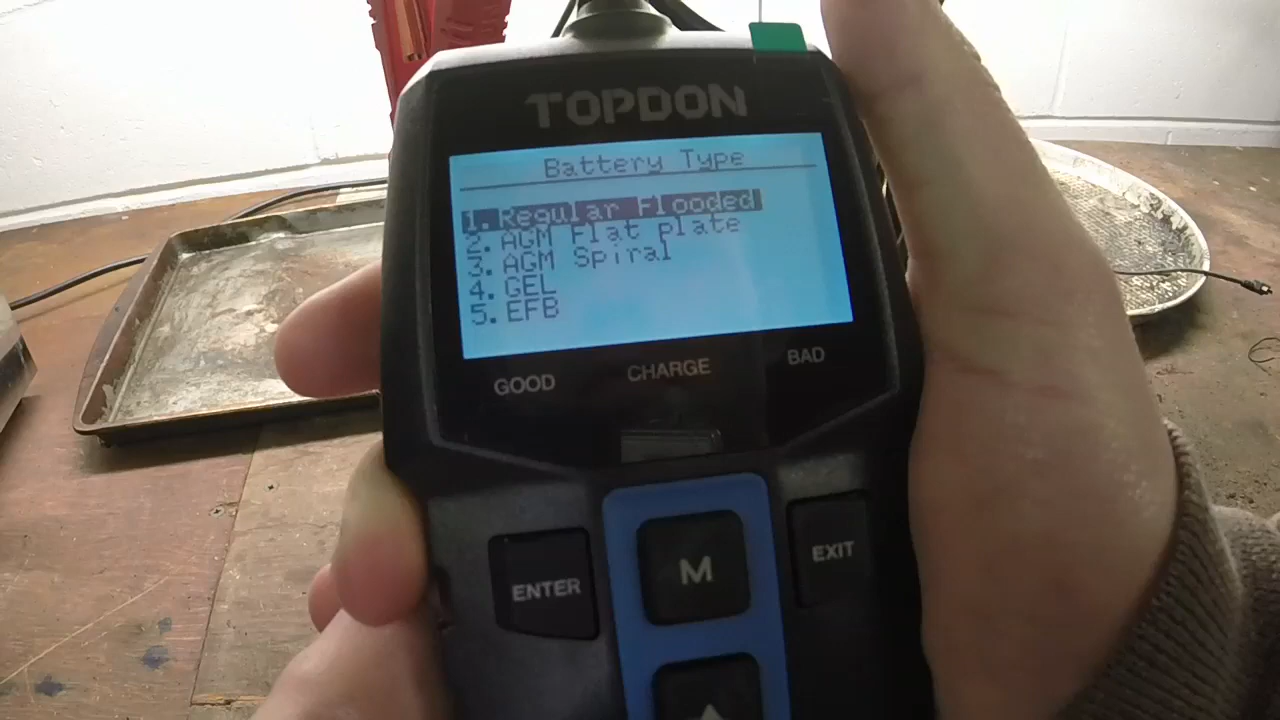 TOPDON
Battery Type
1. Regular Flooded
2. AGM Flat plate
3. AGM Spiral
4. GEL
5. EFB
GOOD CHARGE BAD
ENTER M EXIT